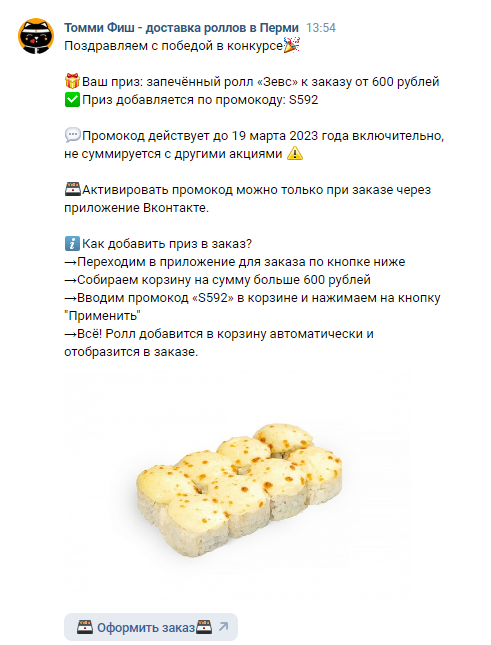 Томми Фиш - доставка роллов в Перми 13:54
Поздравляем с победой в конкурсе🎉
🎁Ваш приз: запечённый ролл «Зевс» к заказу от 600 рублей
✅Приз добавляется по промокоду: S592
💬Промокод действует до 19 марта 2023 года включительно,
не суммируется с другими акциями ⚠
🍱Активировать промокод можно только при заказе через
приложение Вконтакте.
ℹКак добавить приз в заказ?
→Переходим в приложение для заказа по кнопке ниже
→Собираем корзину на сумму больше 600 рублей
→Вводим промокод «S592» в корзине и нажимаем на кнопку
"Применить"
→Всё! Ролл добавится в корзину автоматически и
отобразится в заказе.
🍱 Оформить заказ🍱 ↗